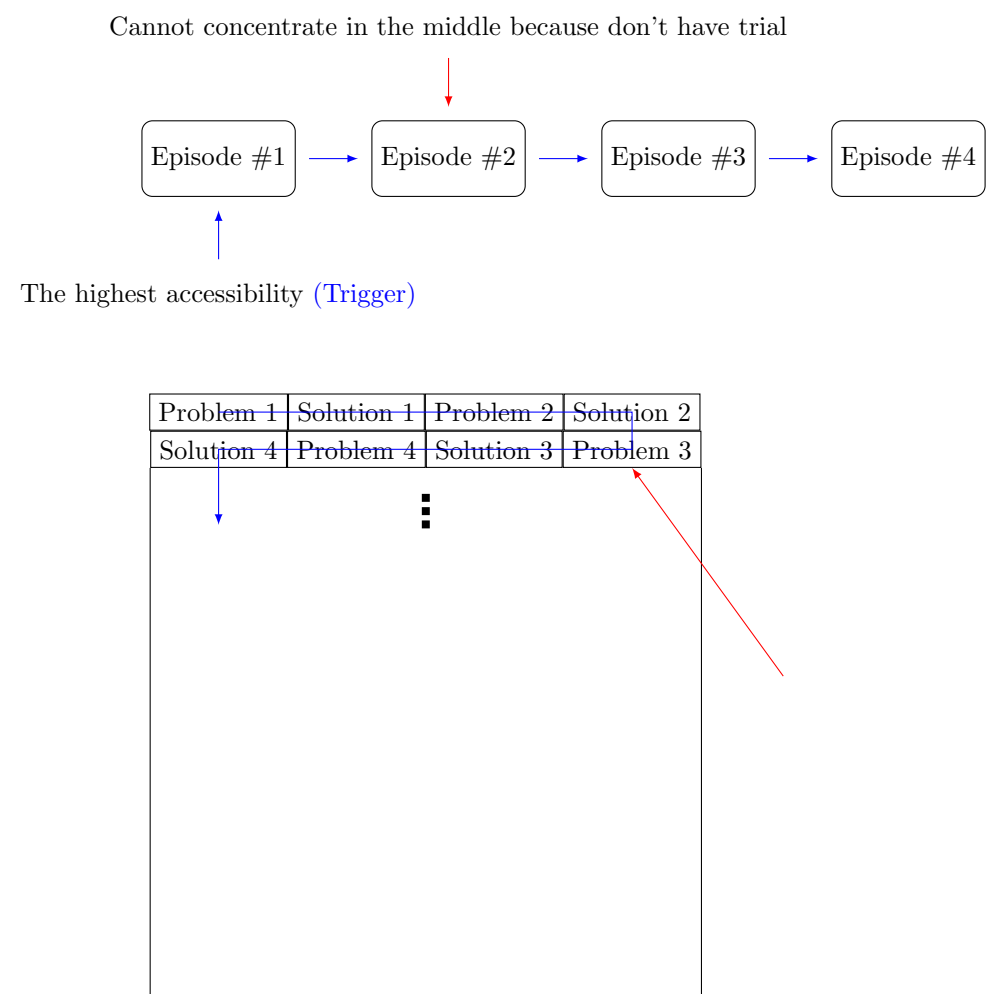 Cannot concentrate in the middle because don't have trial
Episode #1 Episode #2 Episode #3 Episode #4
The highest accessibility (Trigger)
Problem 1 Solution 1 Problem 2 Solution 2
Solution 4 Problem 4 Solution 3 Problem 3